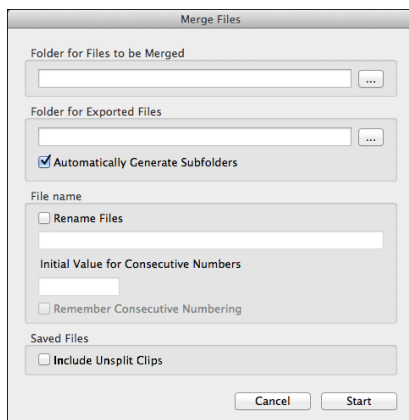 Merge Files
Folder for Files to be Merged
...
Folder for Exported Files
...
Automatically Generate Subfolders
File name
Rename Files
Initial Value for Consecutive Numbers
Remember Consecutive Numbering
Saved Files
Include Unsplit Clips
Cancel Start